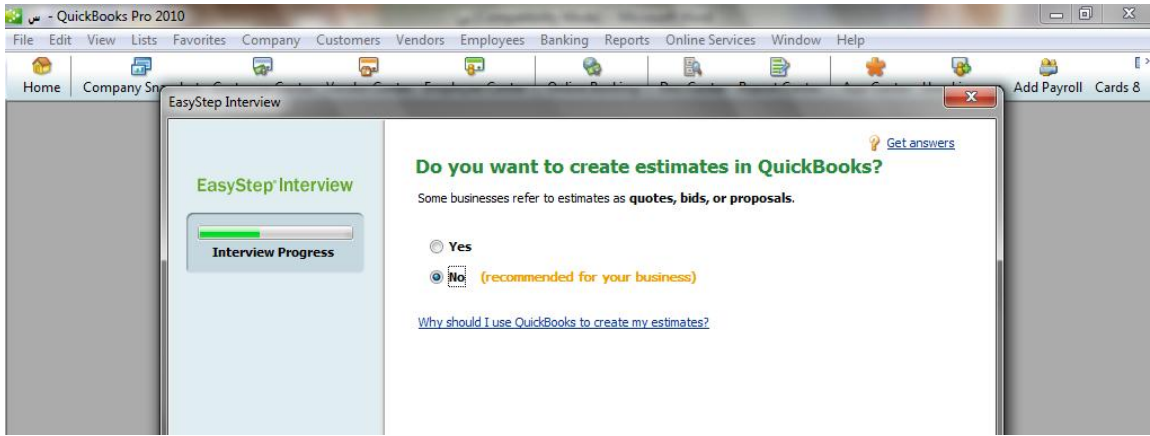 س - QuickBooks Pro 2010
File Edit View Lists Favorites Company Customers Vendors Employees Banking Reports Online Services Window Help
Home Company Add Payroll Cards 8
EasyStep Interview
Get answers
Do you want to create estimates in QuickBooks?
EasyStep Interview
Some businesses refer to estimates as quotes, bids, or proposals.
Interview Progress
Yes
No (recommended for your business)
Why should I use QuickBooks to create my estimates?